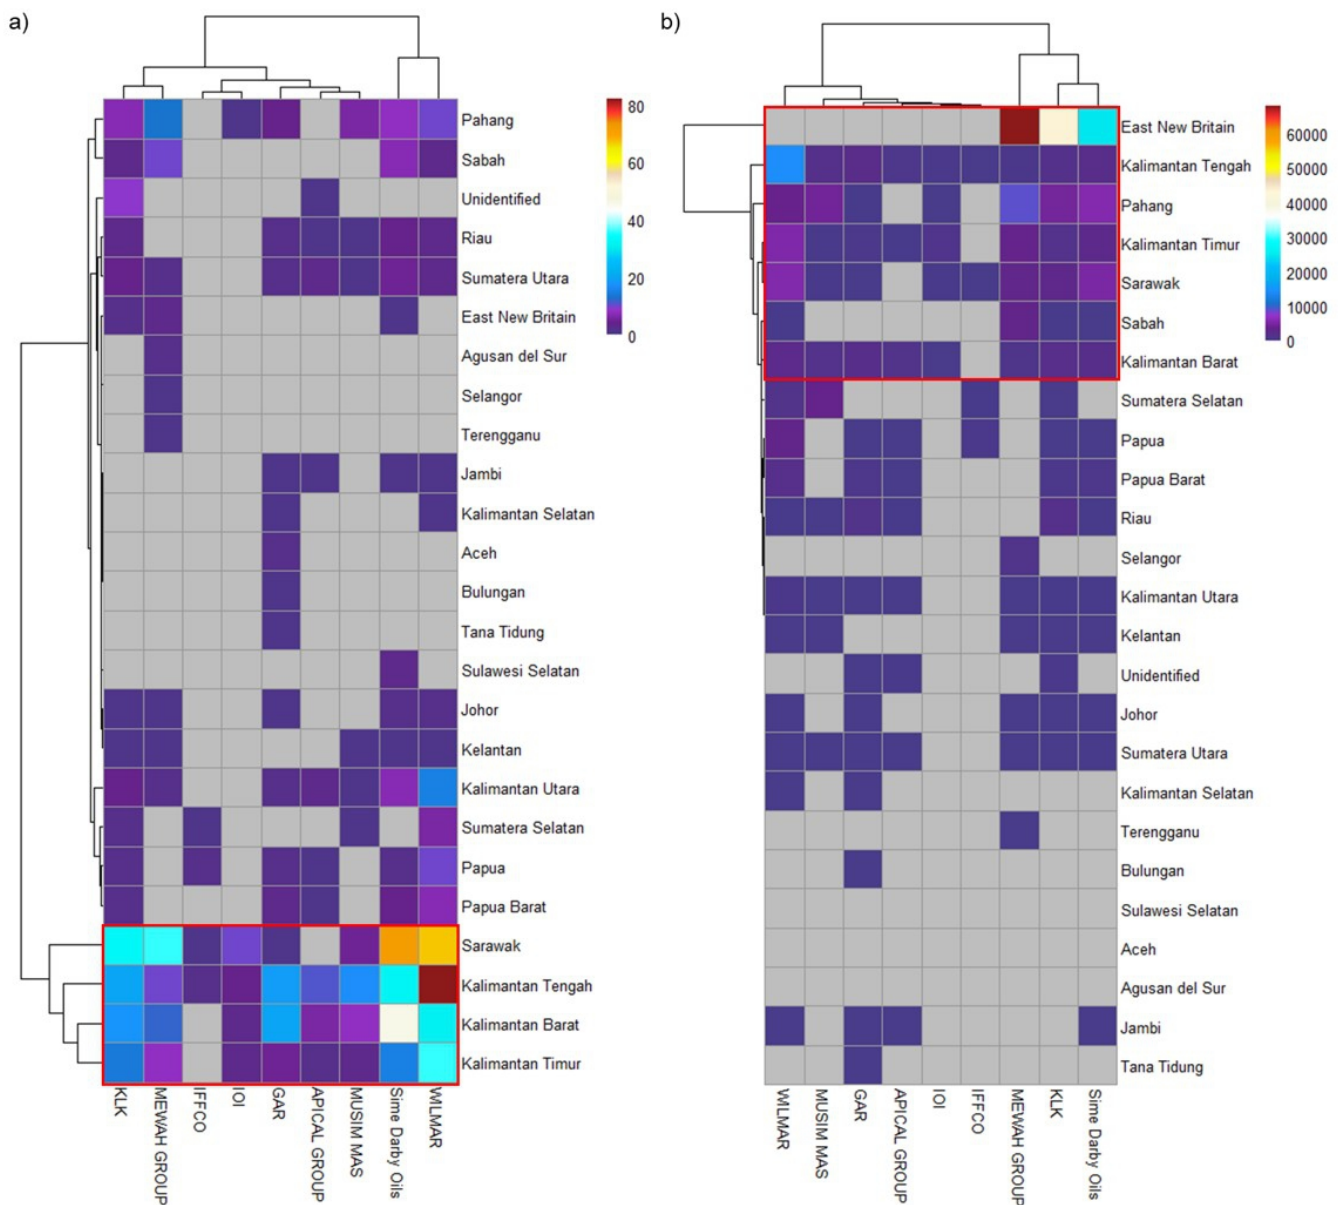 a)
80
60
40
20
0
Pahang
Sabah
Unidentified
Riau
Sumatera Utara
East New Britain
Agusan del Sur
Selangor
Terengganu
Jambi
Kalimantan Selatan
Aceh
Bulungan
Tana Tidung
Sulawesi Selatan
Johor
Kelantan
Kalimantan Utara
Sumatera Selatan
Papua
Papua Barat
Sarawak
Kalimantan Tengah
Kalimantan Barat
Kalimantan Timur
KLK
MEWAH GROUP
IFFCO
IOI
GAR
APICAL GROUP
MUSIM MAS
Sime Darby Oils
WILMAR
b)
60000
50000
40000
30000
20000
10000
0
East New Britain
Kalimantan Tengah
Pahang
Kalimantan Timur
Sarawak
Sabah
Kalimantan Barat
Sumatera Selatan
Papua
Papua Barat
Riau
Selangor
Kalimantan Utara
Kelantan
Unidentified
Johor
Sumatera Utara
Kalimantan Selatan
Terengganu
Bulungan
Sulawesi Selatan
Aceh
Agusan del Sur
Jambi
Tana Tidung
WILMAR
MUSIM MAS
GAR
APICAL GROUP
IOI
IFFCO
MEWAH GROUP
KLK
Sime Darby Oils